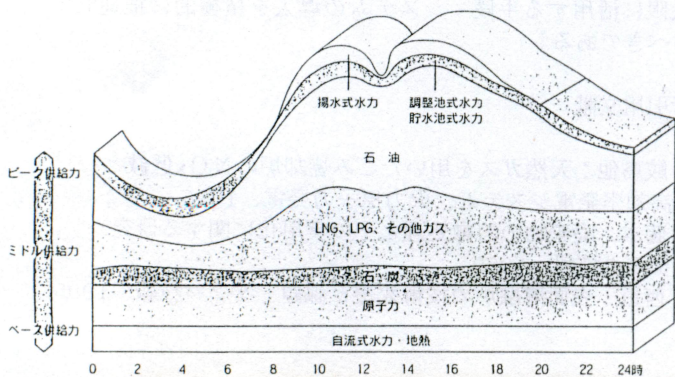 揚水式水力
調整池式水力
貯水池式水力
石油
ピーク供給力
LNG、LPG、その他ガス
ミドル供給力
石炭
原子力
ベース供給力
自流式水力・地熱
0 2 4 6 8 10 12 14 16 18 20 22 24時